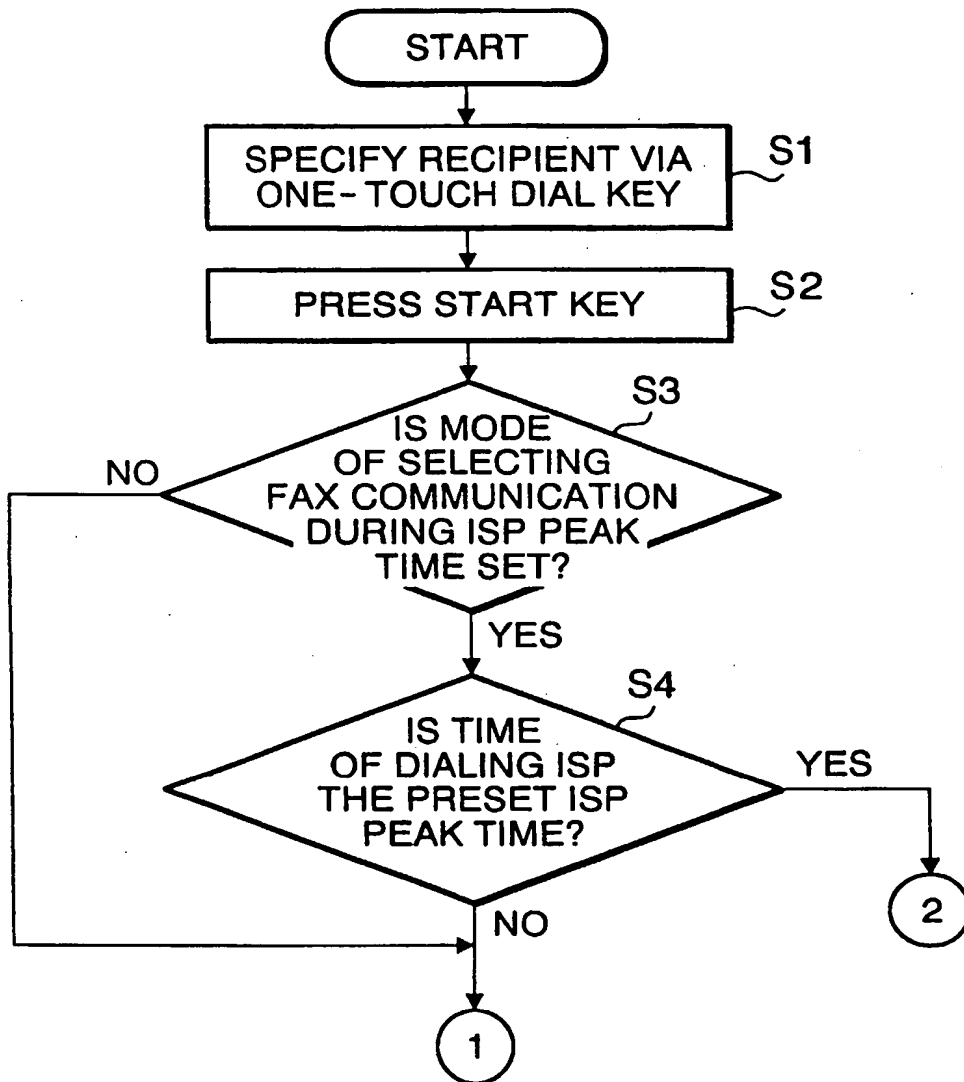 START
SPECIFY RECIPIENT VIA
ONE-TOUCH DIAL KEY
S1
PRESS START KEY
S2
S3
IS MODE
OF SELECTING
FAX COMMUNICATION
DURING ISP PEAK
TIME SET?
NO
YES
S4
IS TIME
OF DIALING ISP
THE PRESET ISP
PEAK TIME?
YES
NO
2
1